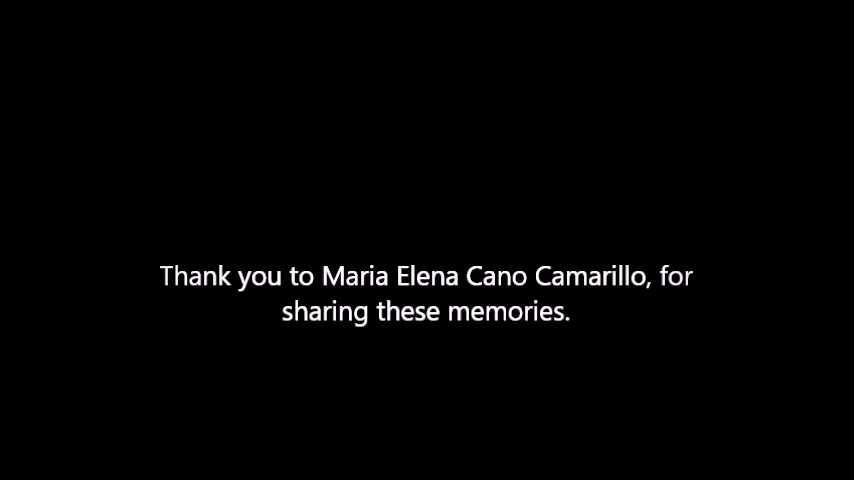 Thank you to Maria Elena Cano Camarillo, for
sharing these memories.